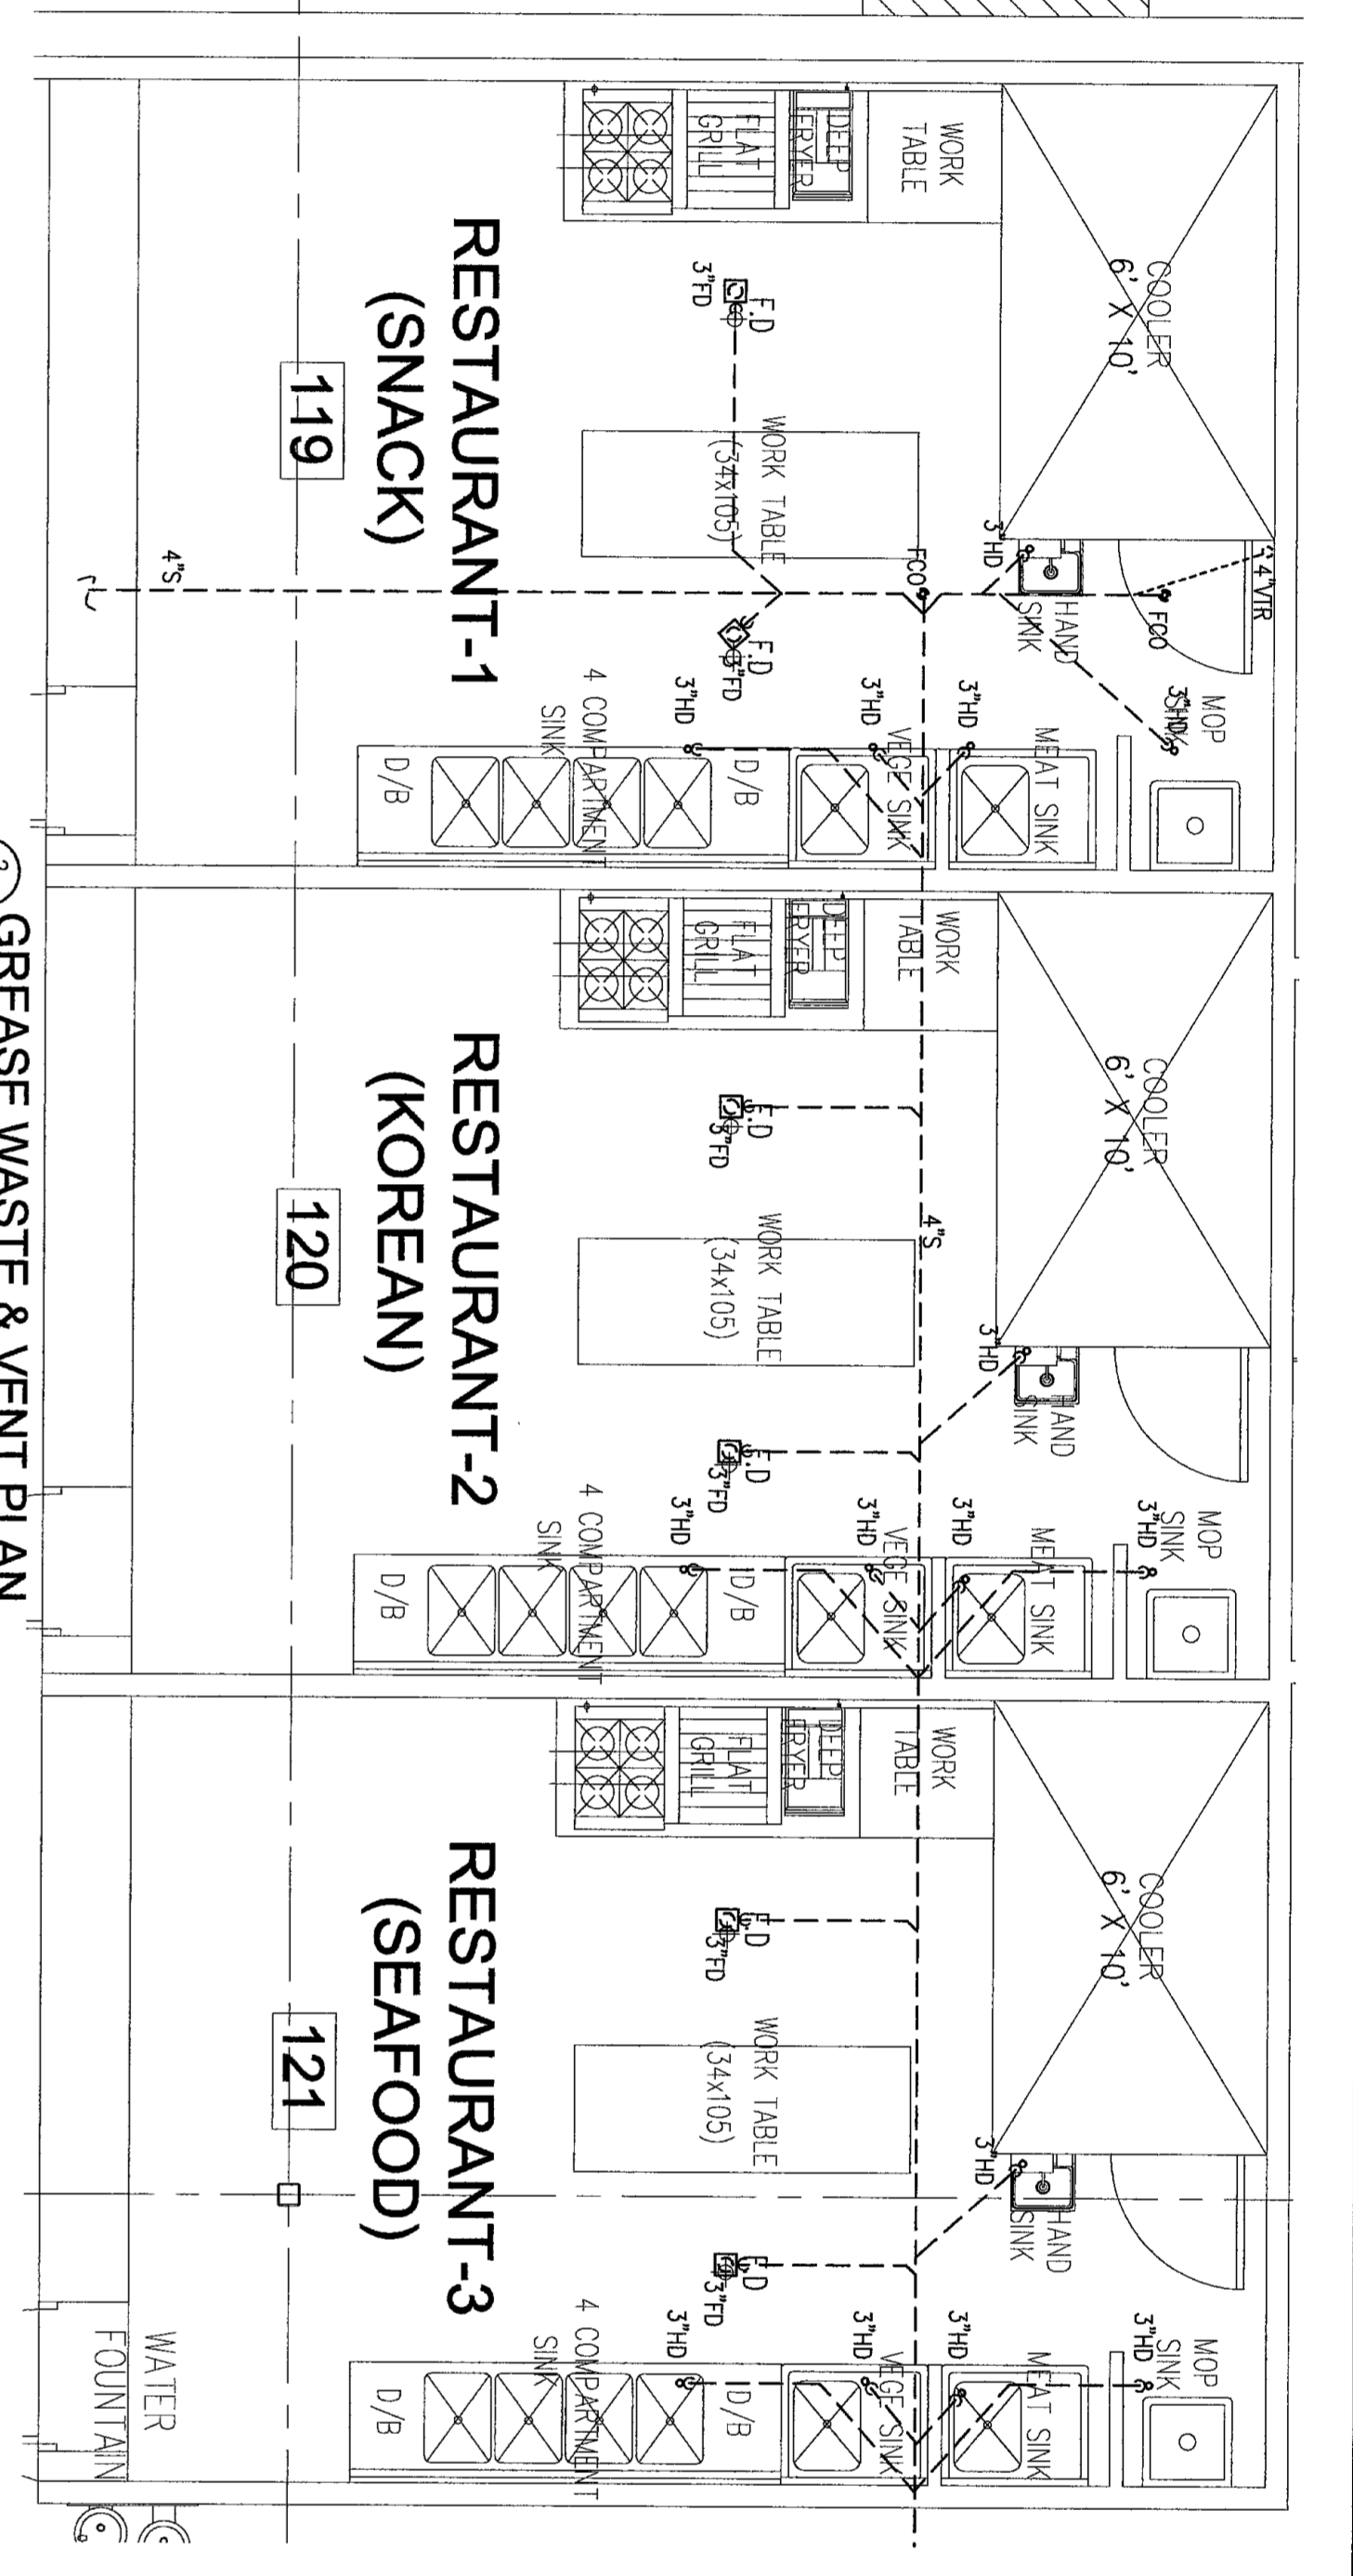 WORK
TABLE
DEEP
FRYER
FLAT
GRILL
COOLER
6' X 10'
F.D
3"FD
WORK TABLE
(34x105)
RESTAURANT-1
(SNACK)
119
4"S
FCO
3"HD
HAND
SINK
FCO
4"VTR
F.D
3"FD
MOP
SINK
3"HD
MEAT SINK
3"HD
VEGE SINK
3"HD
4 COMPARTMENT
SINK
3"HD
D/B
D/B
WORK
TABLE
DEEP
FRYER
FLAT
GRILL
COOLER
6' X 10'
F.D
3"FD
4"S
WORK TABLE
(34x105)
RESTAURANT-2
(KOREAN)
120
3"HD
HAND
SINK
F.D
3"FD
MOP
SINK
3"HD
MEAT SINK
3"HD
VEGE SINK
3"HD
4 COMPARTMENT
SINK
3"HD
D/B
D/B
WORK
TABLE
DEEP
FRYER
FLAT
GRILL
COOLER
6' X 10'
F.D
3"FD
WORK TABLE
(34x105)
RESTAURANT-3
(SEAFOOD)
121
3"HD
HAND
SINK
F.D
3"FD
MOP
SINK
3"HD
MEAT SINK
3"HD
VEGE SINK
3"HD
4 COMPARTMENT
SINK
3"HD
D/B
D/B
WATER
FOUNTAIN
2 GREASE WASTE & VENT PLAN